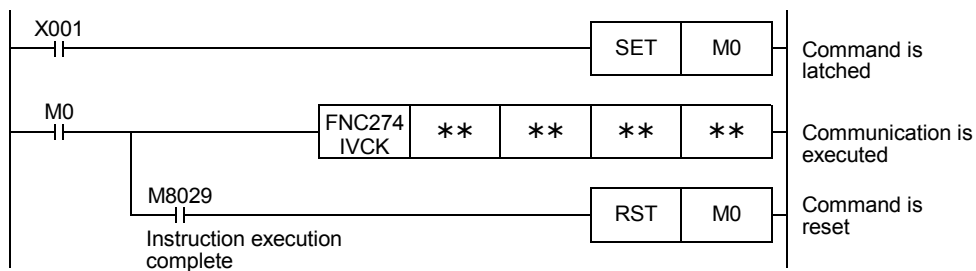 X001
SET M0
Command is
latched
M0
FNC274
IVCK ** ** ** **
Communication is
executed
M8029
RST M0
Command is
reset
Instruction execution
complete